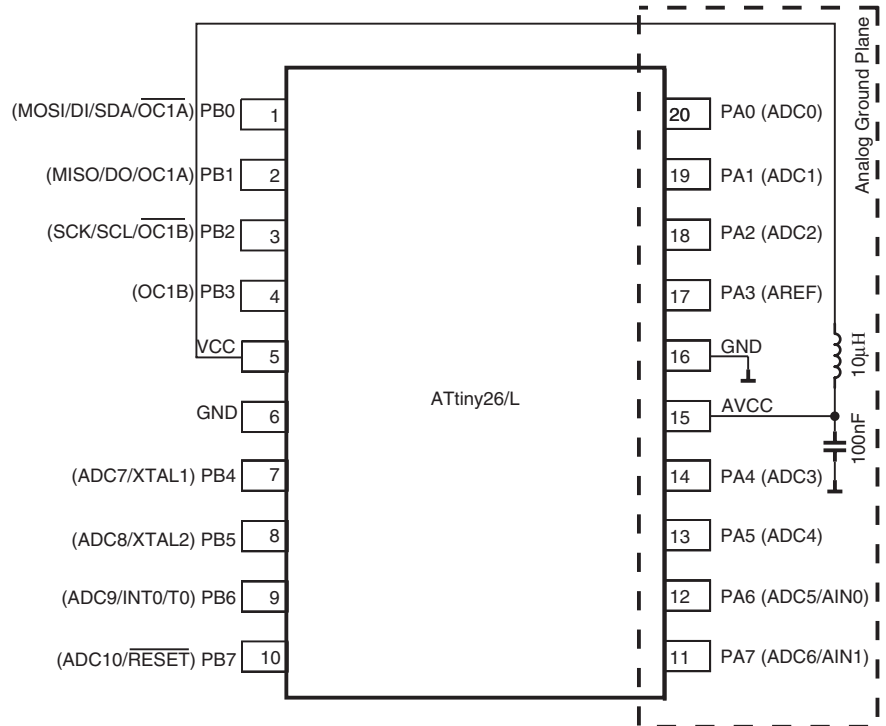 (MOSI/DI/SDA/OC1A) PB0
1
(MISO/DO/OC1A) PB1
2
(SCK/SCL/OC1B) PB2
3
(OC1B) PB3
4
VCC
5
GND
6
(ADC7/XTAL1) PB4
7
(ADC8/XTAL2) PB5
8
(ADC9/INT0/T0) PB6
9
(ADC10/RESET) PB7
10
ATtiny26/L
20
PA0 (ADC0)
19
PA1 (ADC1)
18
PA2 (ADC2)
17
PA3 (AREF)
16
GND
15
AVCC
14
PA4 (ADC3)
13
PA5 (ADC4)
12
PA6 (ADC5/AIN0)
11
PA7 (ADC6/AIN1)
Analog Ground Plane
10μH
100nF